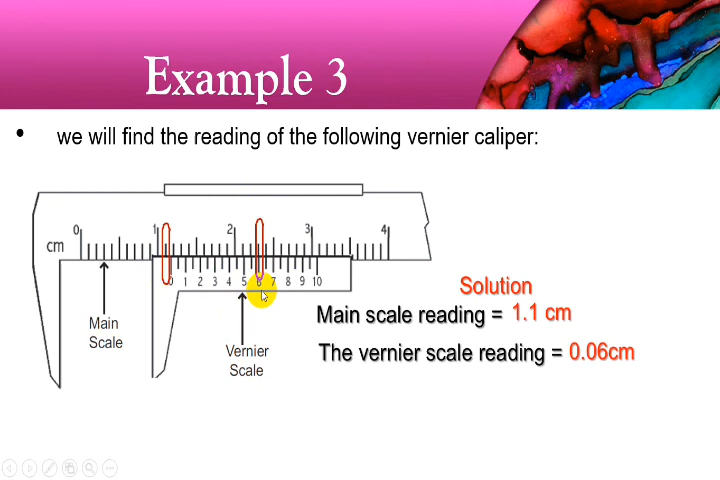 Example 3
• we will find the reading of the following vernier caliper:
0 1 2 3 4
cm
0 1 2 3 4 5 6 7 8 9 10
Main
Scale
Vernier
Scale
Solution
Main scale reading = 1.1 cm
The vernier scale reading = 0.06cm